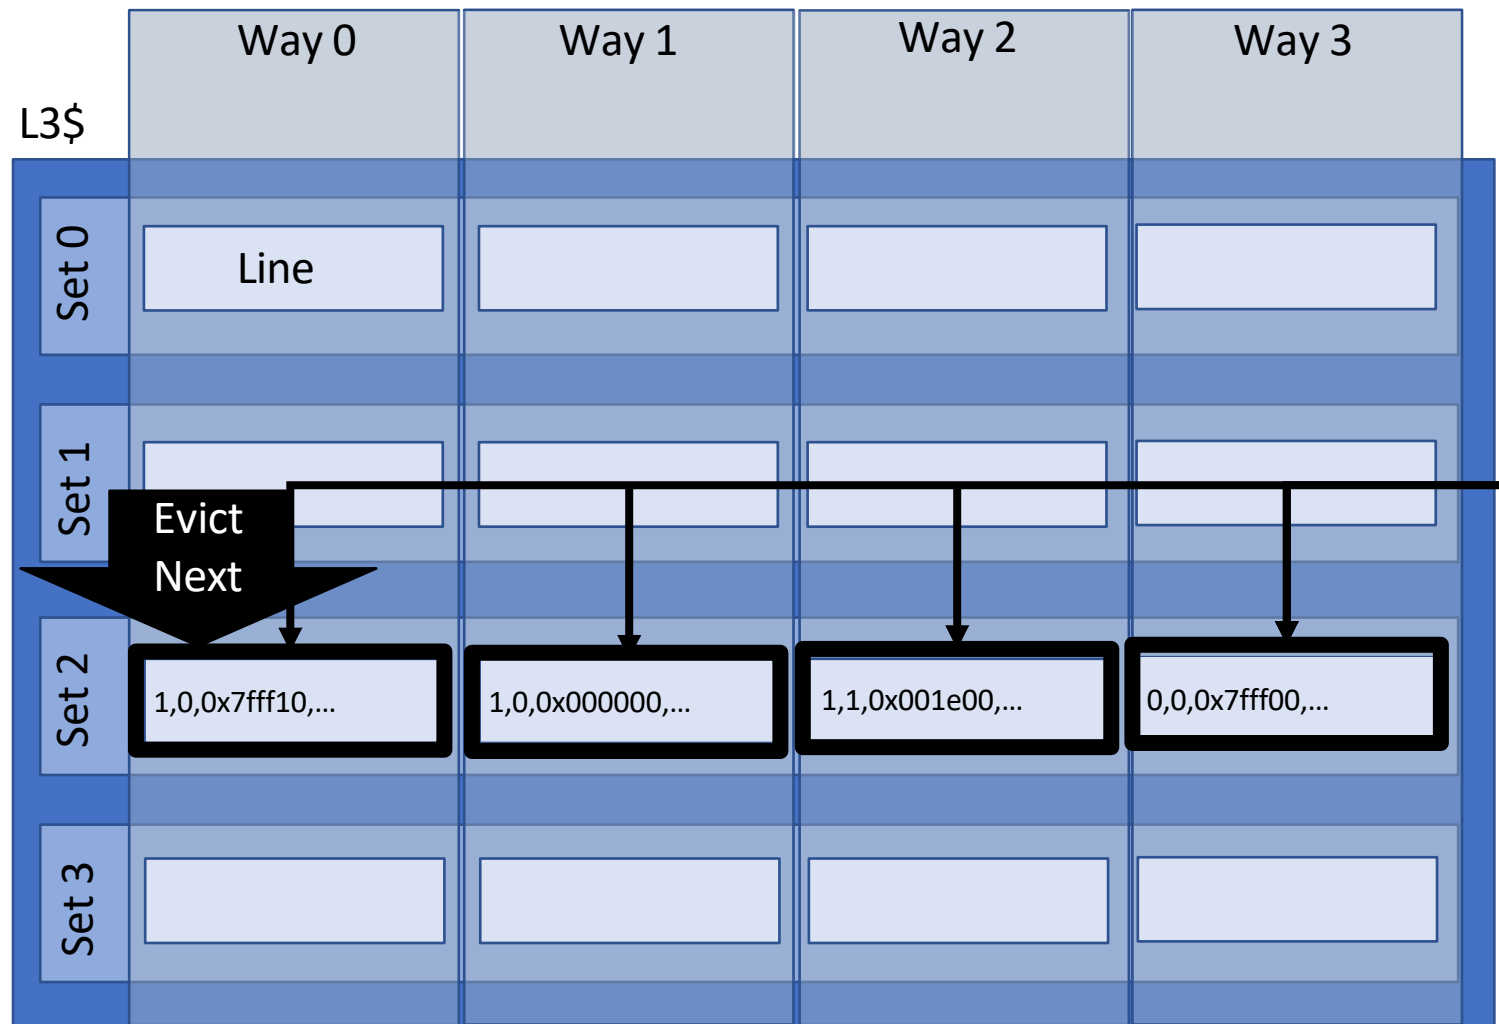 Way 0
Way 1
Way 2
Way 3
L3$
Set 0
Line
Set 1
Evict
Next
Set 2
1,0,0x7fff10,…
1,0,0x000000,…
1,1,0x001e00,…
0,0,0x7fff00,…
Set 3